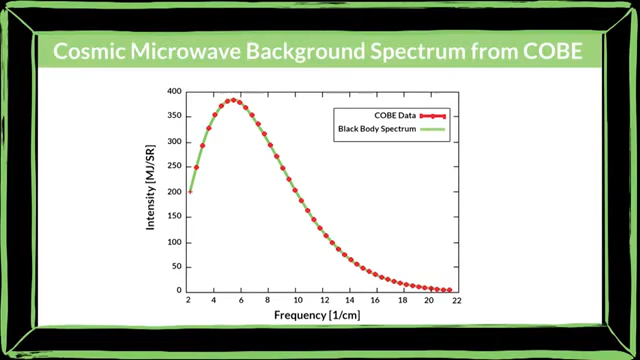 Cosmic Microwave Background Spectrum from COBE
400
350
300
250
200
150
100
50
0
Intensity [MJ/SR]
COBE Data
Black Body Spectrum
2 4 6 8 10 12 14 16 18 20 22
Frequency [1/cm]